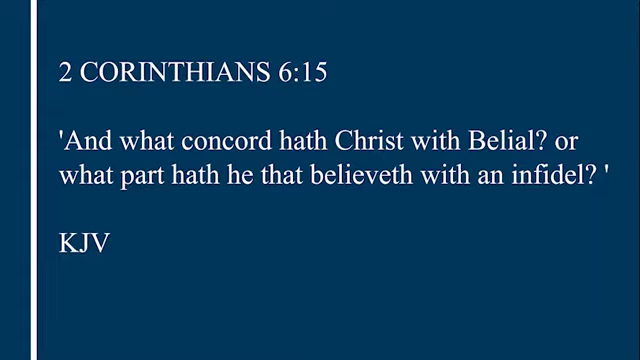 2 CORINTHIANS 6:15
'And what concord hath Christ with Belial? or
what part hath he that believeth with an infidel? '
KJV